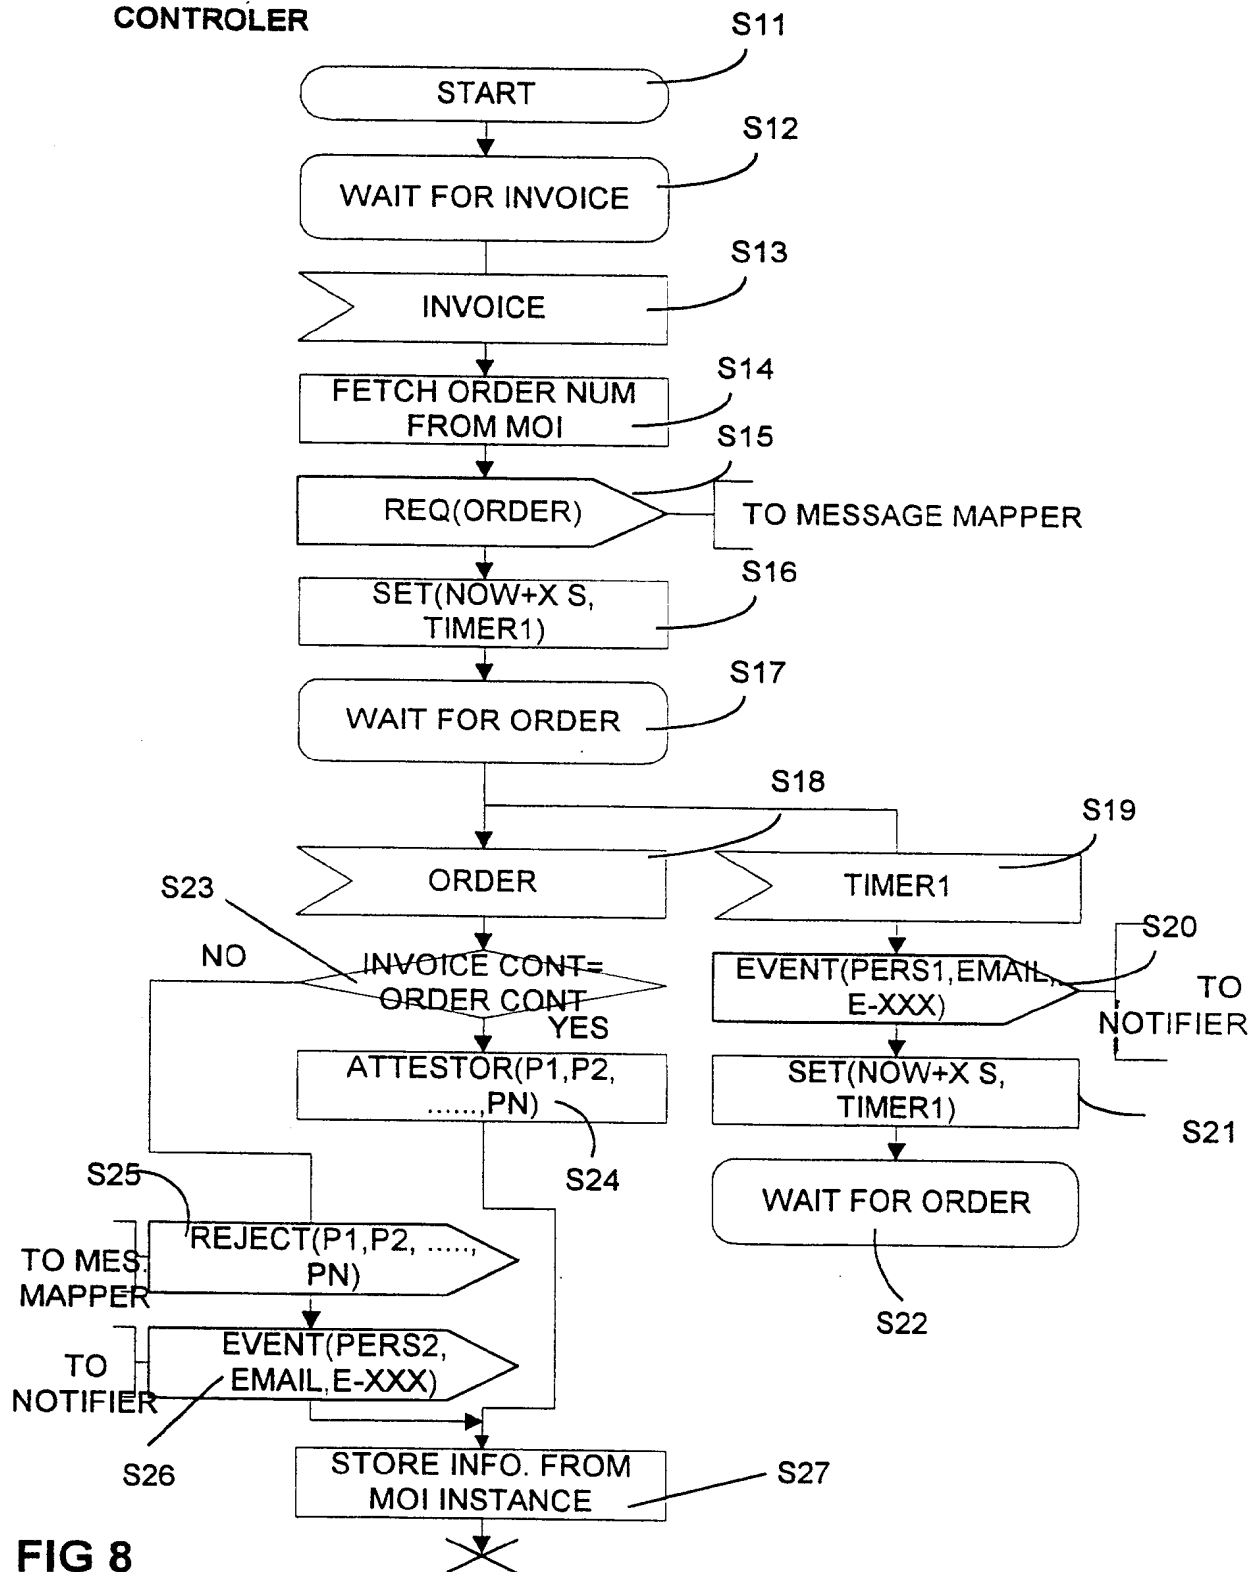 CONTROLER
S11
START
S12
WAIT FOR INVOICE
S13
INVOICE
S14
FETCH ORDER NUM
FROM MOI
S15
REQ(ORDER)
TO MESSAGE MAPPER
S16
SET(NOW+X S,
TIMER1)
S17
WAIT FOR ORDER
S18
S19
ORDER
TIMER1
S23
S20
NO
INVOICE CONT=
ORDER CONT
YES
EVENT(PERS1,EMAIL,
E-XXX)
TO
NOTIFIER
ATTESTOR(P1,P2,
......,PN)
SET(NOW+X S,
TIMER1)
S21
S24
S25
WAIT FOR ORDER
REJECT(P1,P2, .....,
PN)
TO MES.
MAPPER
S22
EVENT(PERS2,
EMAIL,E-XXX)
TO
NOTIFIER
S26
STORE INFO. FROM
MOI INSTANCE
S27
FIG 8